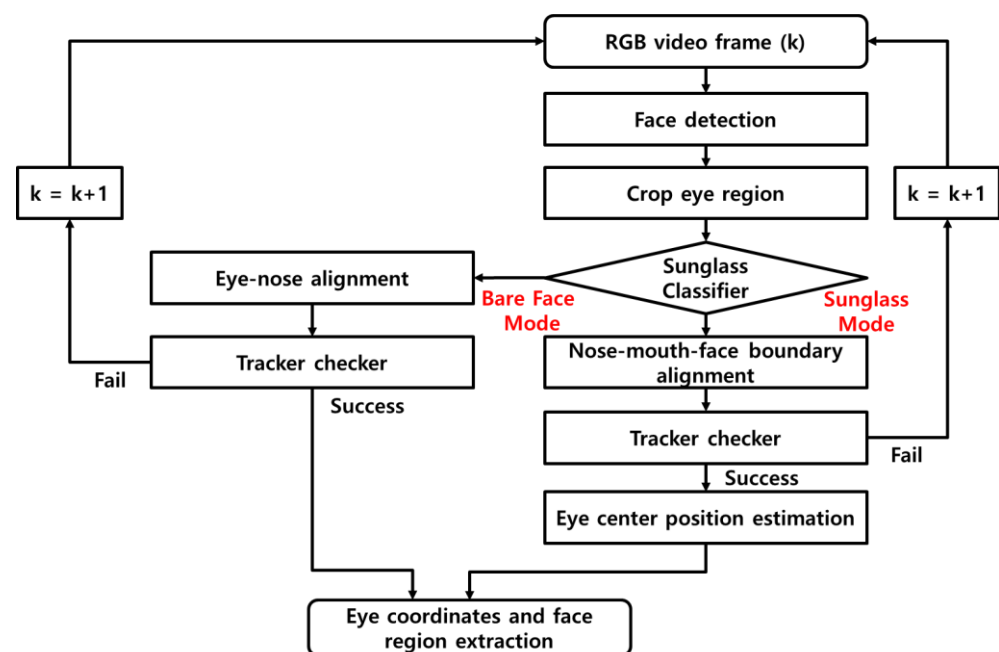 RGB video frame (k)
Face detection
k = k+1
Crop eye region
k = k+1
Eye-nose alignment
Sunglass
Classifier
Bare Face
Mode
Sunglass
Mode
Tracker checker
Fail
Success
Nose-mouth-face boundary
alignment
Tracker checker
Fail
Success
Eye center position estimation
Eye coordinates and face
region extraction